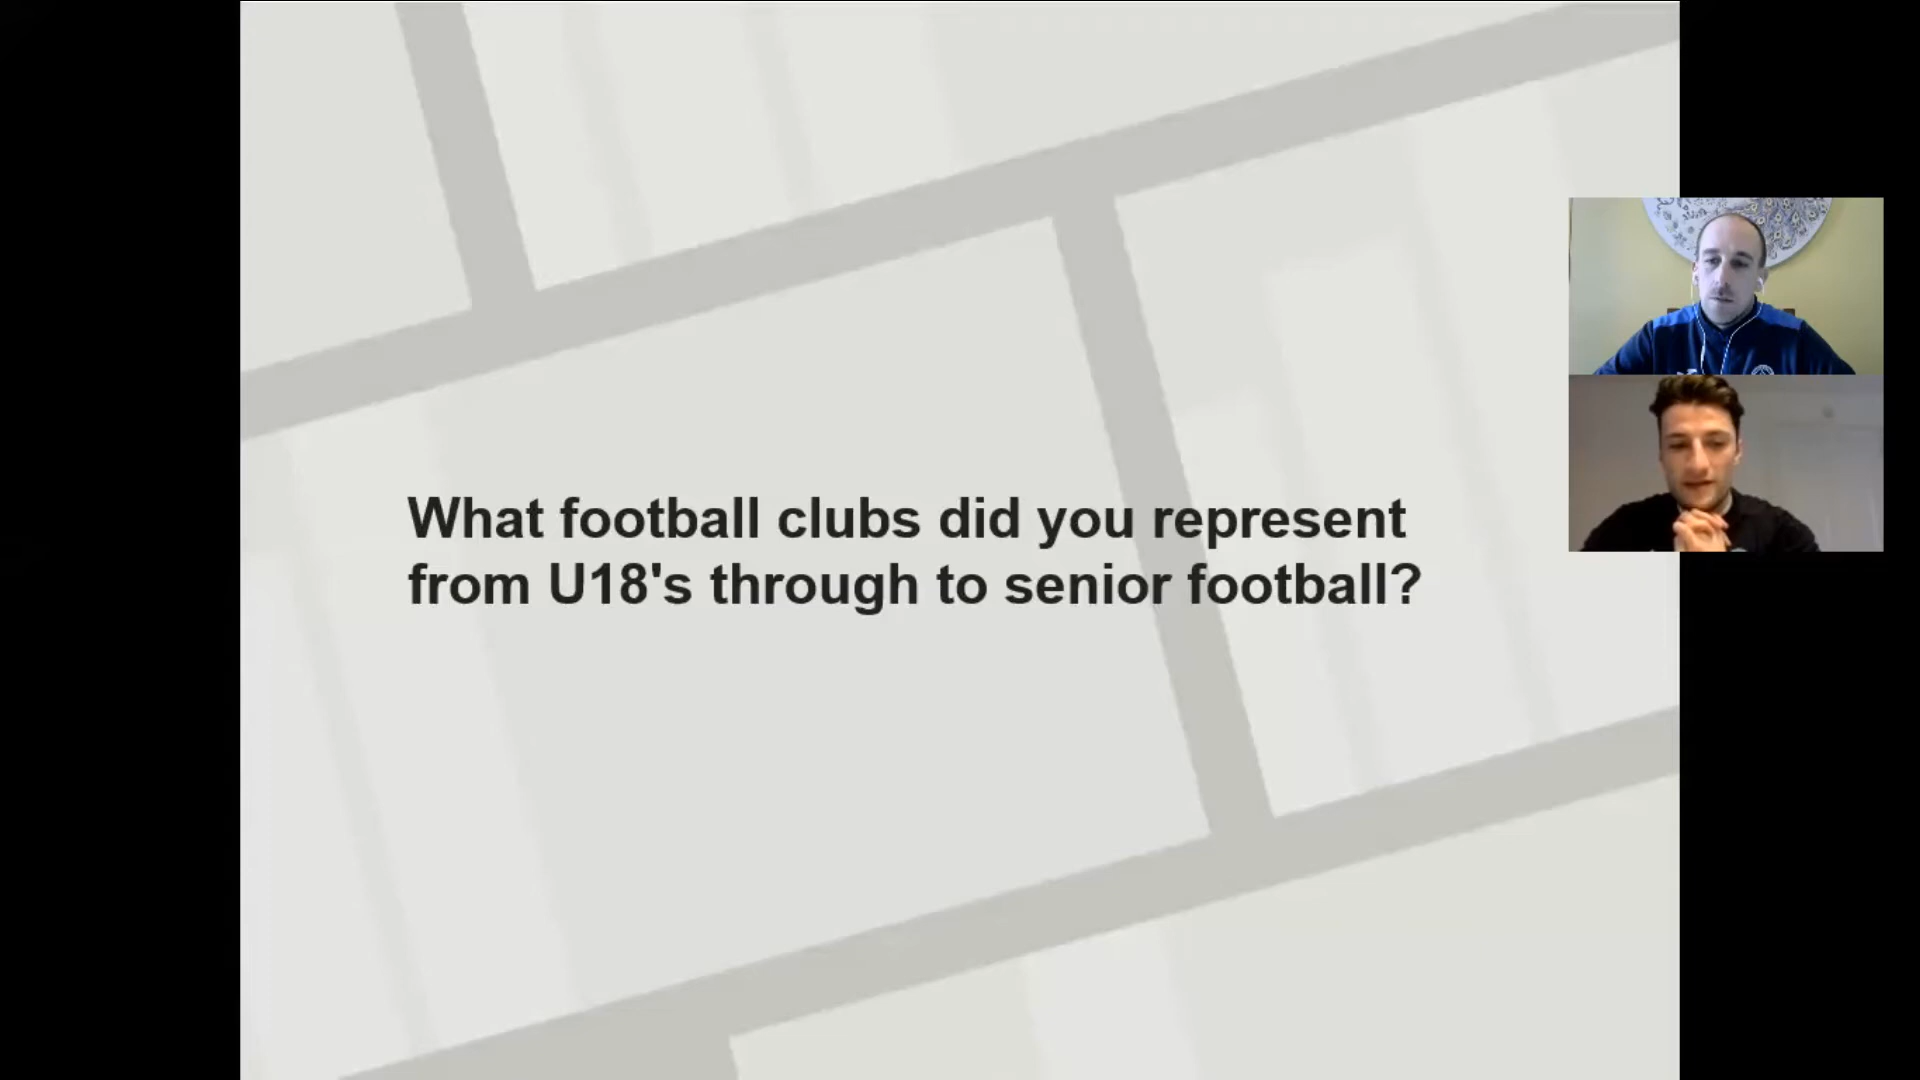 What football clubs did you represent
from U18's through to senior football?